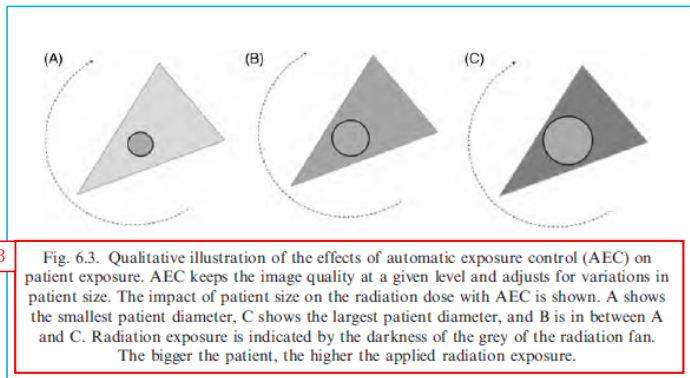 (A) (B) (C)
3
Fig. 6.3. Qualitative illustration of the effects of automatic exposure control (AEC) on
patient exposure. AEC keeps the image quality at a given level and adjusts for variations in
patient size. The impact of patient size on the radiation dose with AEC is shown. A shows
the smallest patient diameter, C shows the largest patient diameter, and B is in between A
and C. Radiation exposure is indicated by the darkness of the grey of the radiation fan.
The bigger the patient, the higher the applied radiation exposure.